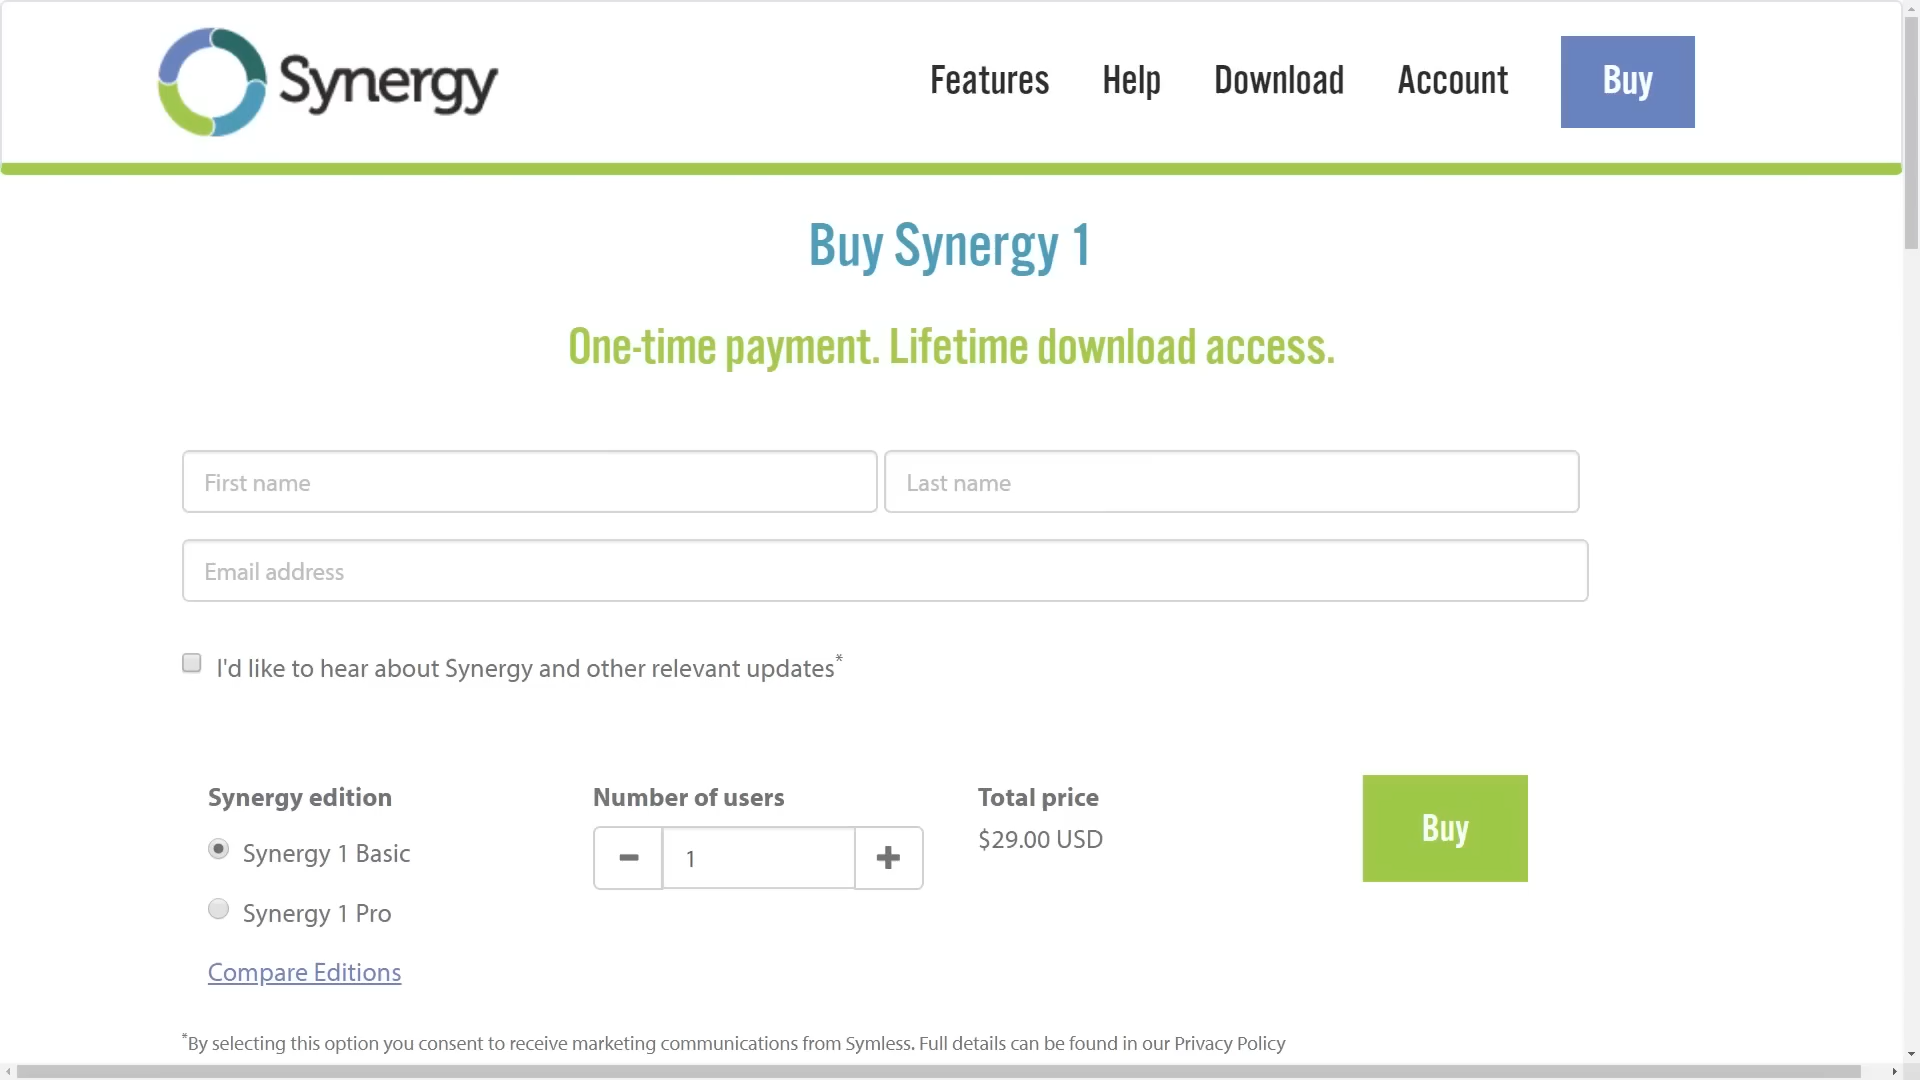 Synergy
Features Help Download Account Buy
Buy Synergy 1
One-time payment. Lifetime download access.
First name Last name
Email address
I'd like to hear about Synergy and other relevant updates*
Synergy edition Number of users Total price
Buy
$29.00 USD
Synergy 1 Basic
1
Synergy 1 Pro
Compare Editions
*By selecting this option you consent to receive marketing communications from Symless. Full details can be found in our Privacy Policy